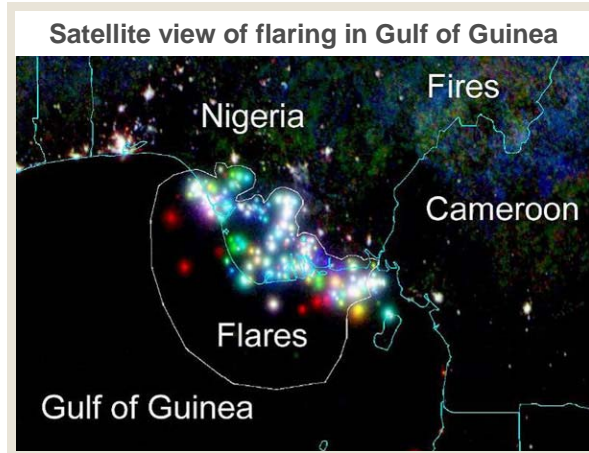 Satellite view of flaring in Gulf of Guinea
Fires
Nigeria
Cameroon
Flares
Gulf of Guinea